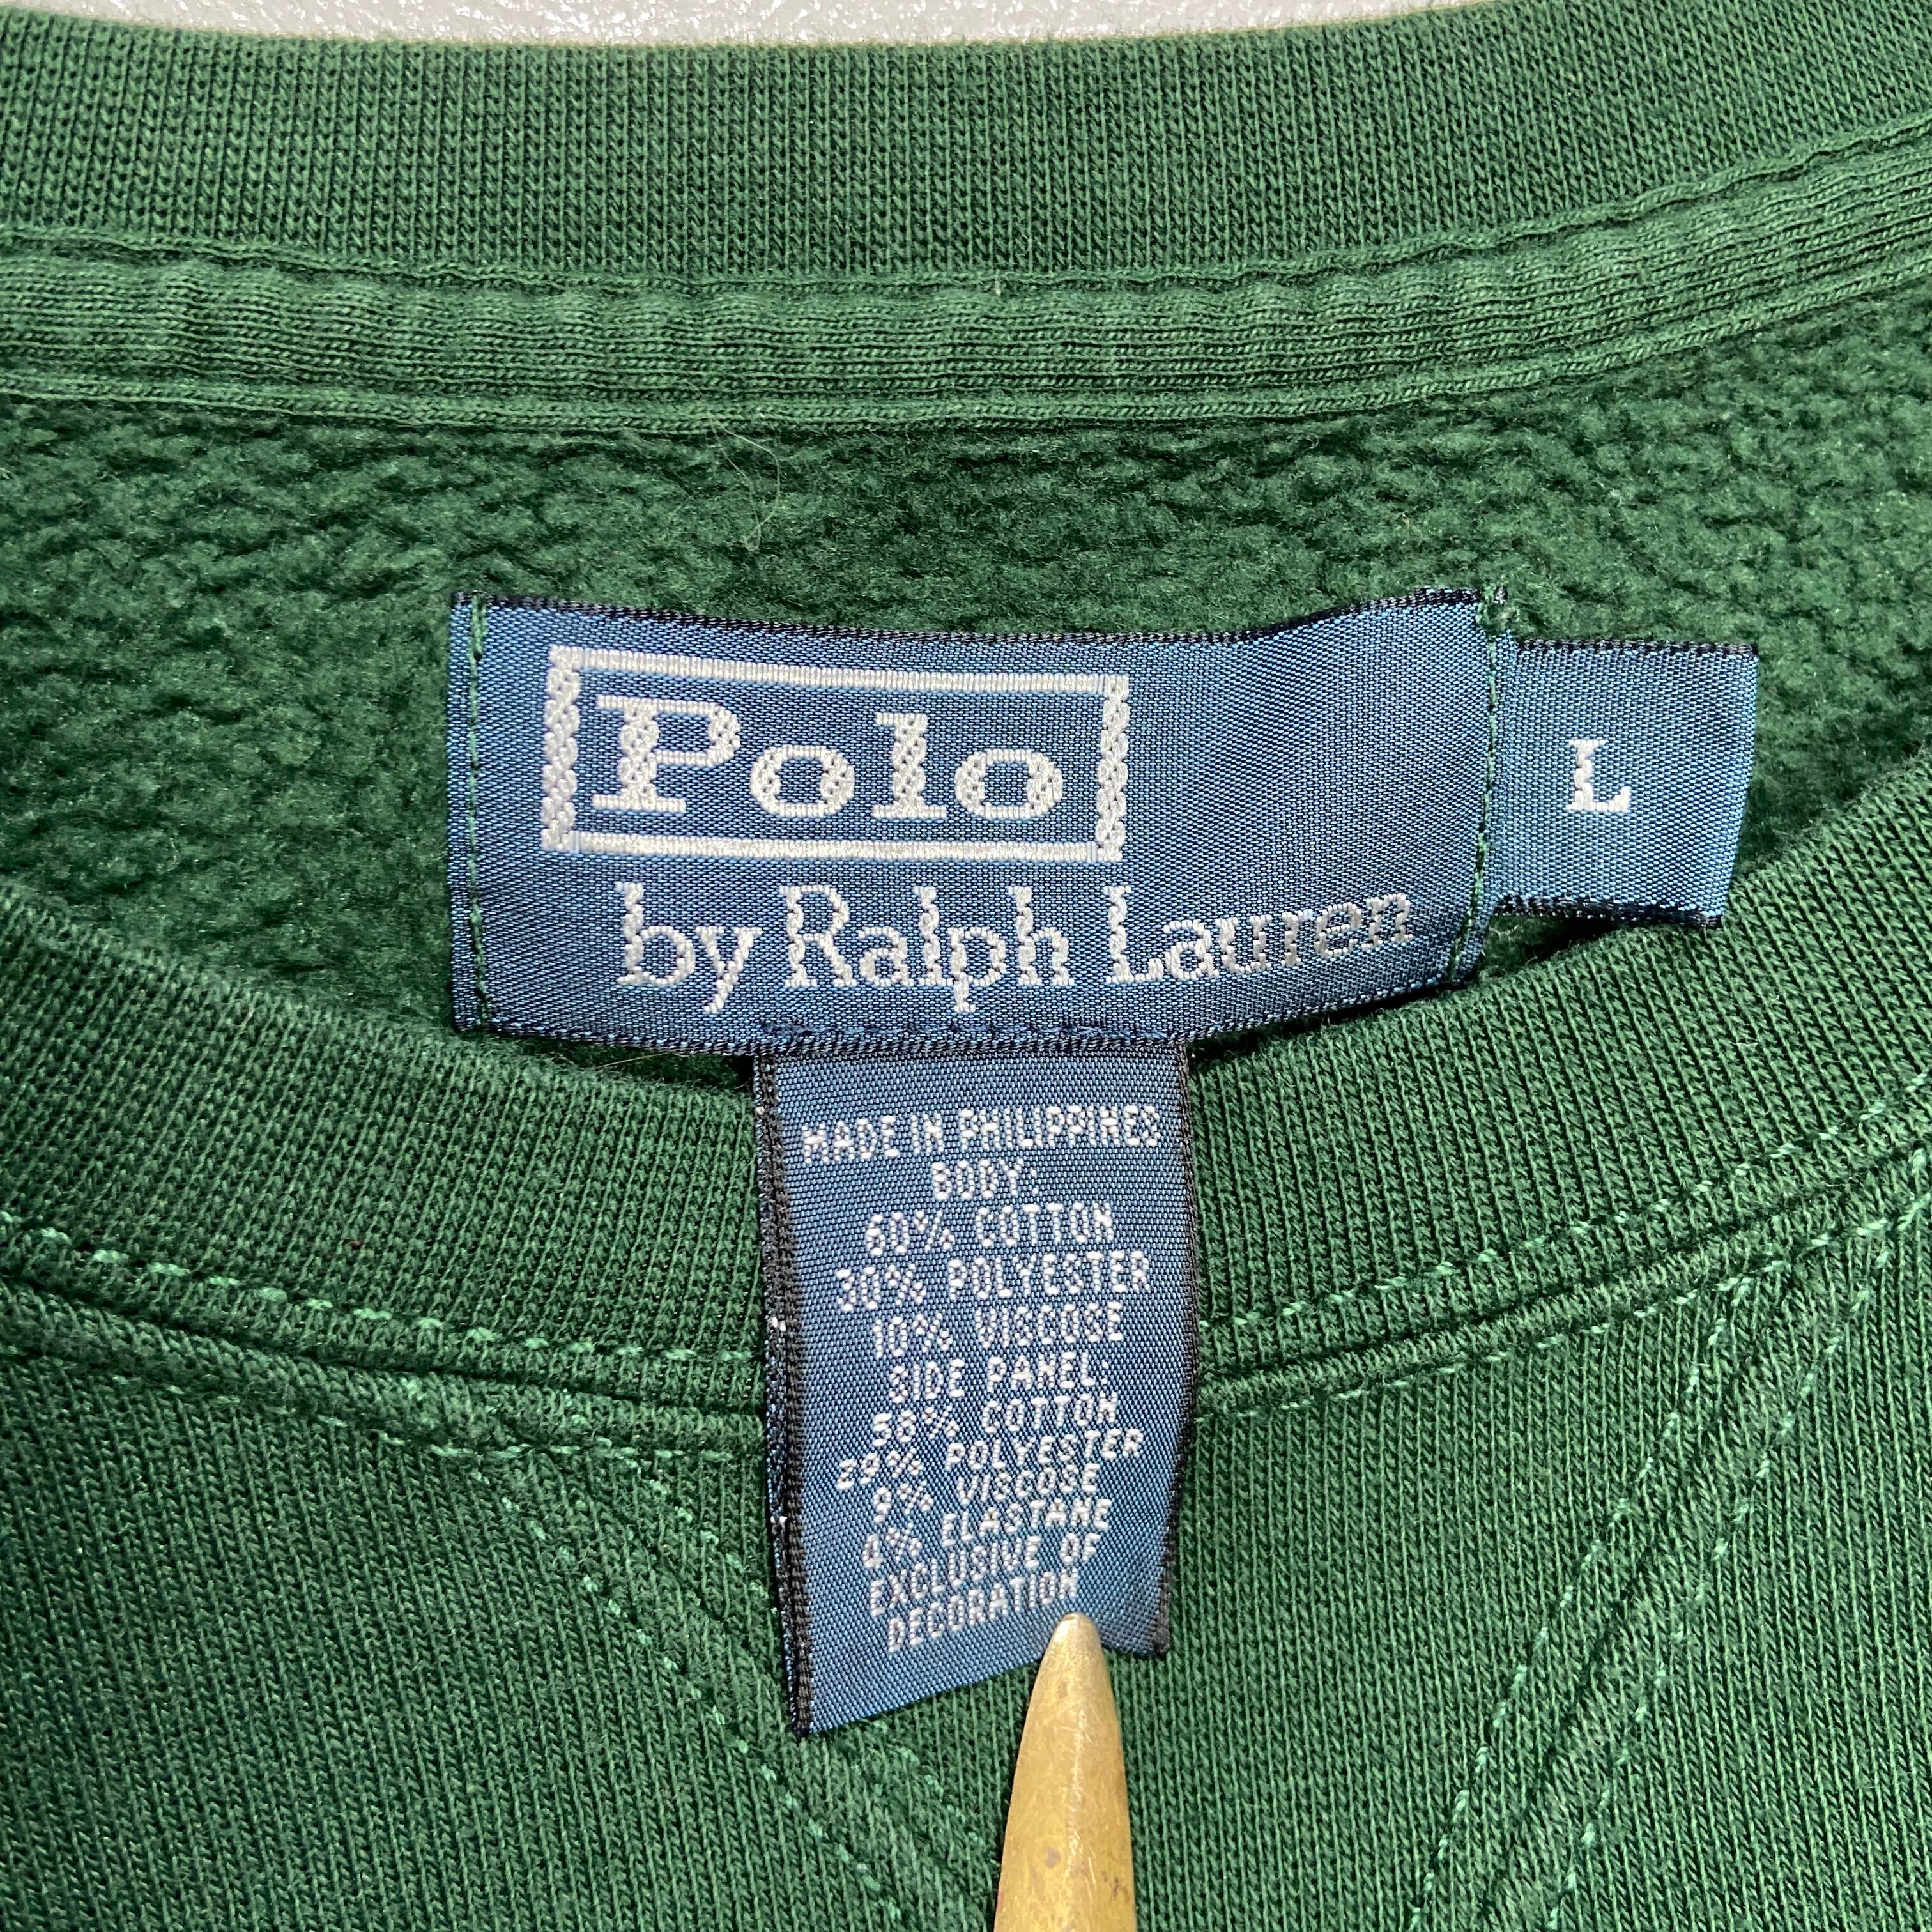 Polo
by Ralph Lauren
L
MADE IN PHILIPPINES
BODY:
60% COTTON
30% POLYESTER
10% VISCOSE
SIDE PANEL:
58% COTTON
29% POLYESTER
9% VISCOSE
4% ELASTANE
EXCLUSIVE OF
DECORATION